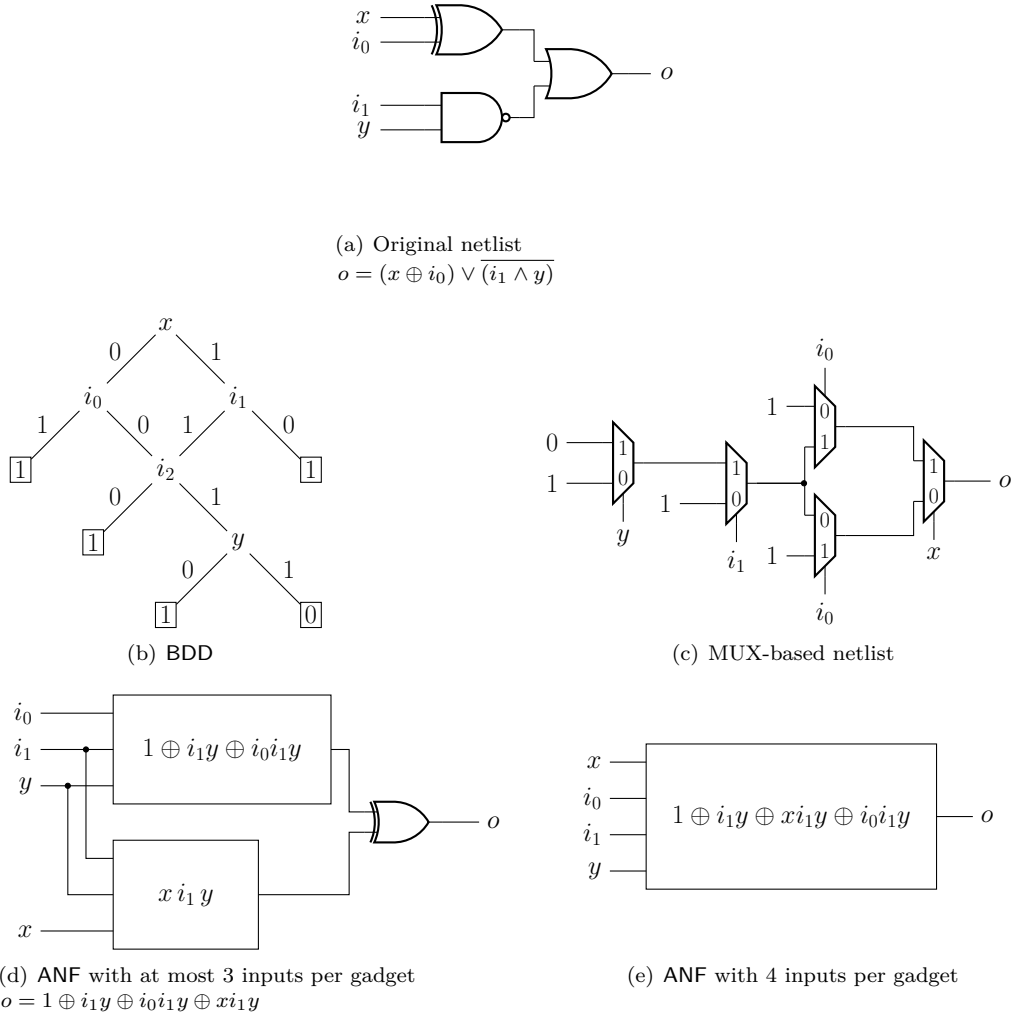 x
i₀
i₁
y
o
(a) Original netlist
o = (x ⊕ i₀) ∨ \overline{(i₁ ∧ y)}
x
0 1
i₀ i₁
1 0 1 0
1 i₂ 1
0 1
1 y
0 1
1 0
(b) BDD
i₀
1 0
1
0 1
1 0
y
1 0
1
i₁
0
1 1
i₀
1
0
x
o
(c) MUX-based netlist
i₀
i₁
y
1 ⊕ i₁y ⊕ i₀i₁y
x i₁ y
x
o
(d) ANF with at most 3 inputs per gadget
o = 1 ⊕ i₁y ⊕ i₀i₁y ⊕ xi₁y
x
i₀
i₁
y
1 ⊕ i₁y ⊕ xi₁y ⊕ i₀i₁y
o
(e) ANF with 4 inputs per gadget